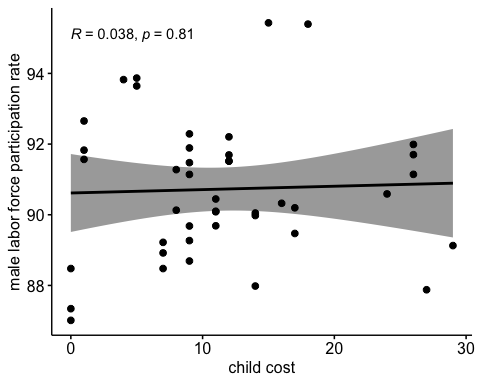 R = 0.038, p = 0.81
male labor force participation rate
94
92
90
88
0 10 20 30
child cost